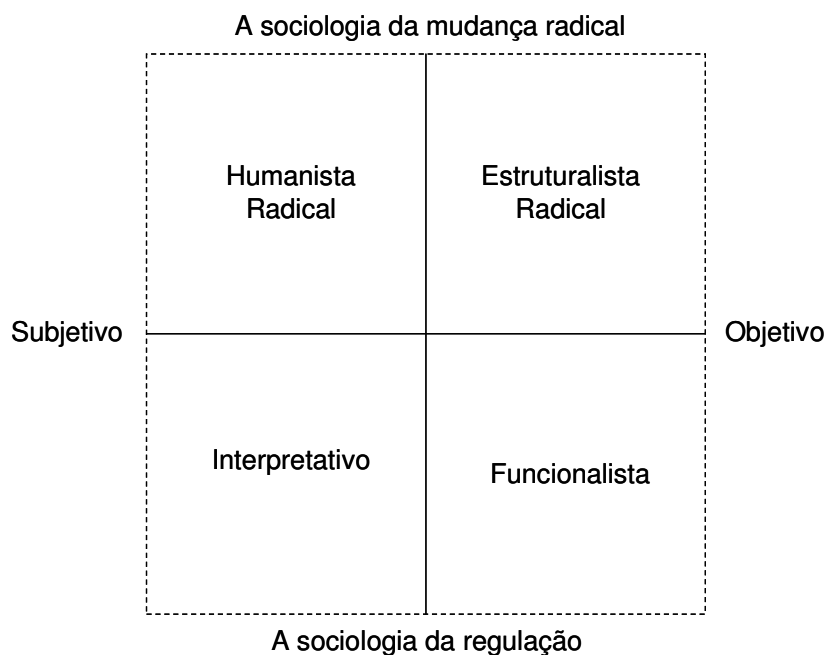 A sociologia da mudança radical
Humanista
Radical
Estruturalista
Radical
Subjetivo
Objetivo
Interpretativo
Funcionalista
A sociologia da regulação